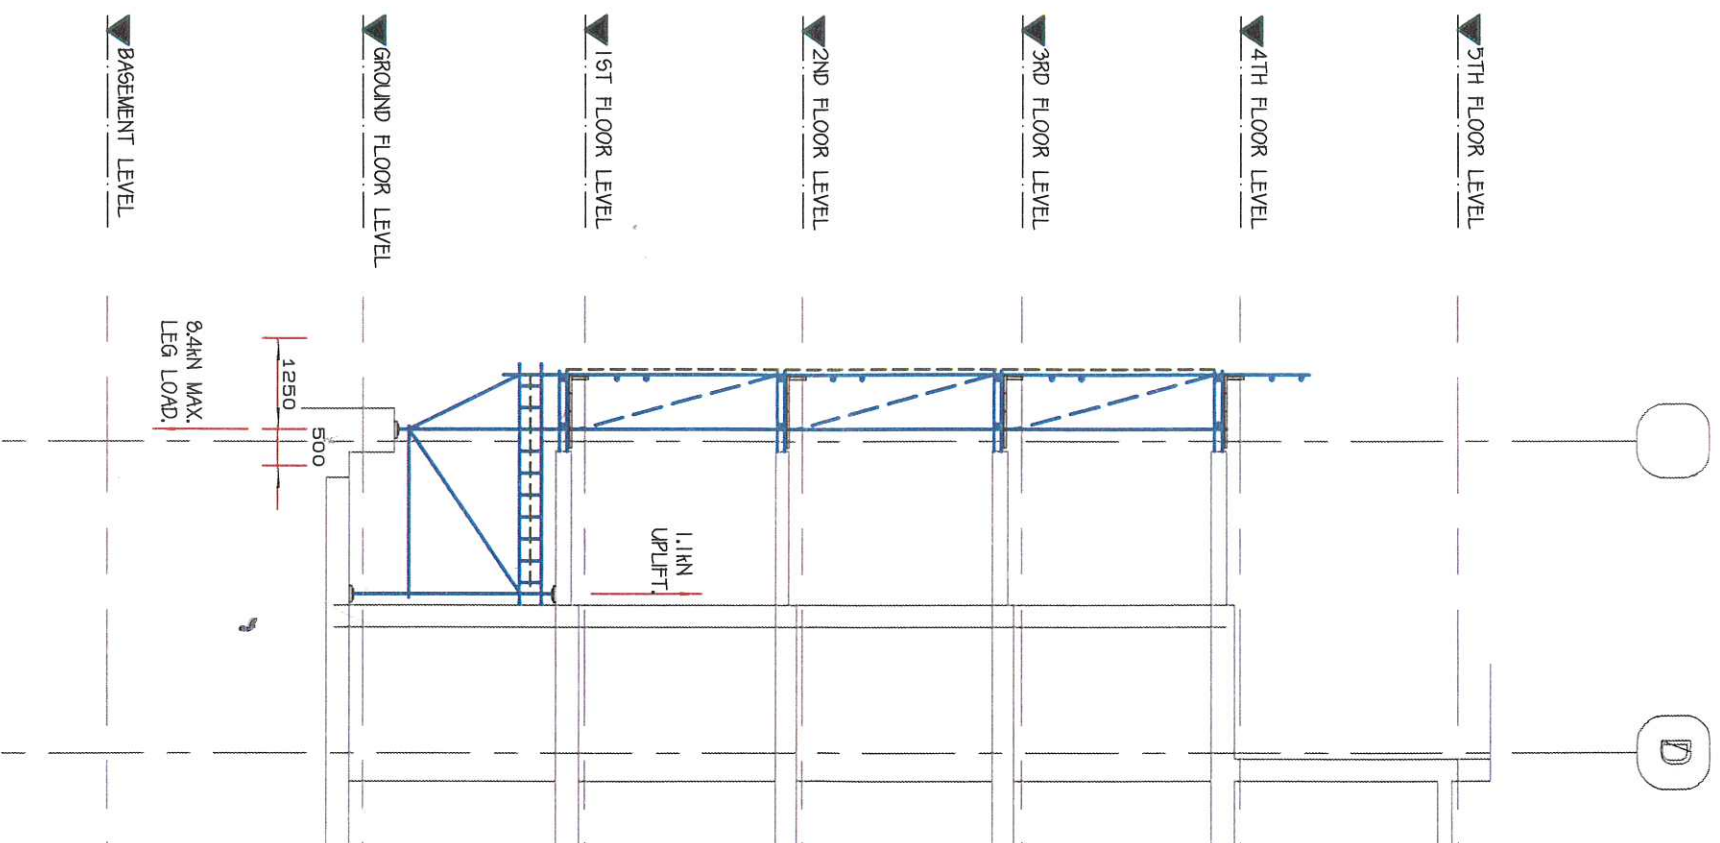 5TH FLOOR LEVEL
4TH FLOOR LEVEL
3RD FLOOR LEVEL
2ND FLOOR LEVEL
1ST FLOOR LEVEL
GROUND FLOOR LEVEL
BASEMENT LEVEL
1.1kN
UPLIFT.
1250
500
8.4kN MAX.
LEG LOAD.
D